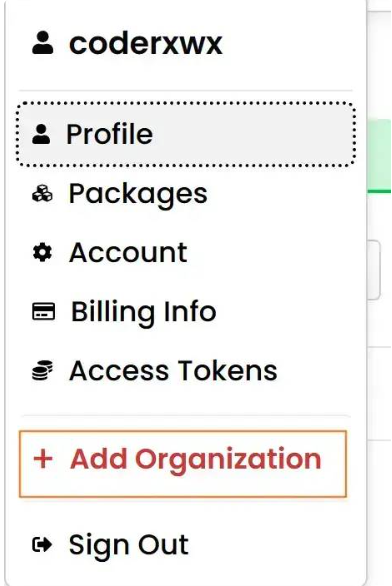 coderxwx
Profile
Packages
Account
Billing Info
Access Tokens
+ Add Organization
Sign Out